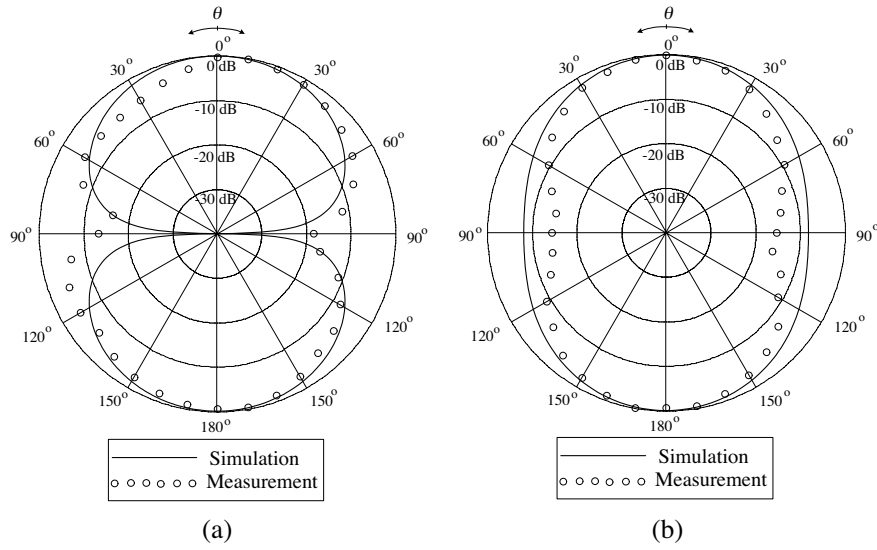 θ
0°
30°
30°
60°
60°
90°
90°
120°
120°
150°
150°
180°
0 dB
-10 dB
-20 dB
-30 dB
Simulation
Measurement
(a)
θ
0°
30°
30°
60°
60°
90°
90°
120°
120°
150°
150°
180°
0 dB
-10 dB
-20 dB
-30 dB
Simulation
Measurement
(b)